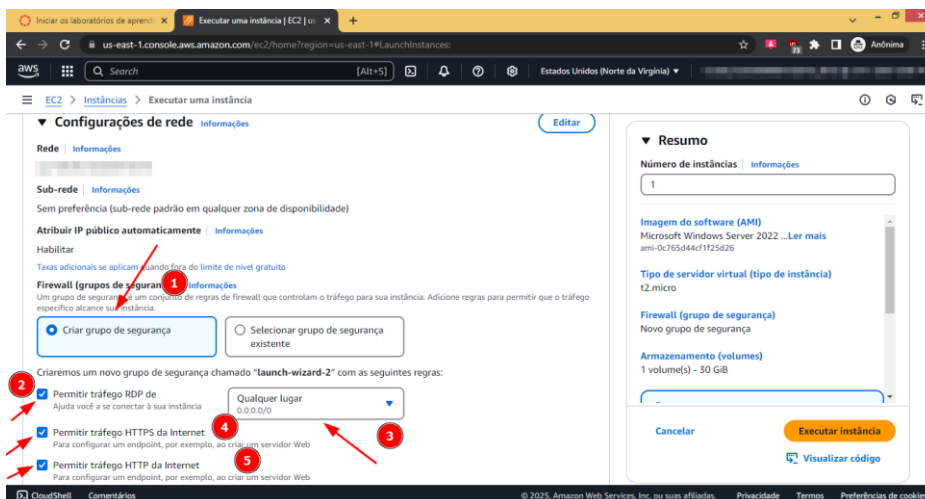 Iniciar os laboratórios de aprend
Executar uma instância | EC2 | us
us-east-1.console.aws.amazon.com/ec2/home?region=us-east-1#LaunchInstances:
73
Anônima
aws
Search
[Alt+S]
Estados Unidos (Norte da Virgínia)
EC2 > Instâncias > Executar uma instância
Configurações de rede Informações
Editar
Rede | Informações
Sub-rede | Informações
Sem preferência (sub-rede padrão em qualquer zona de disponibilidade)
Atribuir IP público automaticamente | Informações
Habilitar
Taxas adicionais se aplicam quando fora do limite de nível gratuito
Firewall (grupos de seguran 1 Informações
Um grupo de segurança é um conjunto de regras de firewall que controlam o tráfego para sua instância. Adicione regras para permitir que o tráfego
específico alcance sua instância.
Criar grupo de segurança
Selecionar grupo de segurança
existente
Criaremos um novo grupo de segurança chamado "launch-wizard-2" com as seguintes regras:
2
Permitir tráfego RDP de
Ajuda você a se conectar à sua instância
Qualquer lugar
0.0.0.0/0
3
Permitir tráfego HTTPS da Internet
4
Para configurar um endpoint, por exemplo, ao criar um servidor Web
5
Permitir tráfego HTTP da Internet
Para configurar um endpoint, por exemplo, ao criar um servidor Web
Resumo
Número de instâncias | Informações
1
Imagem do software (AMI)
Microsoft Windows Server 2022 ...Ler mais
ami-0c765d44cf1f25d26
Tipo de servidor virtual (tipo de instância)
t2.micro
Firewall (grupo de segurança)
Novo grupo de segurança
Armazenamento (volumes)
1 volume(s) - 30 GiB
Cancelar
Executar instância
Visualizar código
CloudShell
Comentários
© 2025, Amazon Web Services, Inc. ou suas afiliadas.
Privacidade
Termos
Preferências de cookies